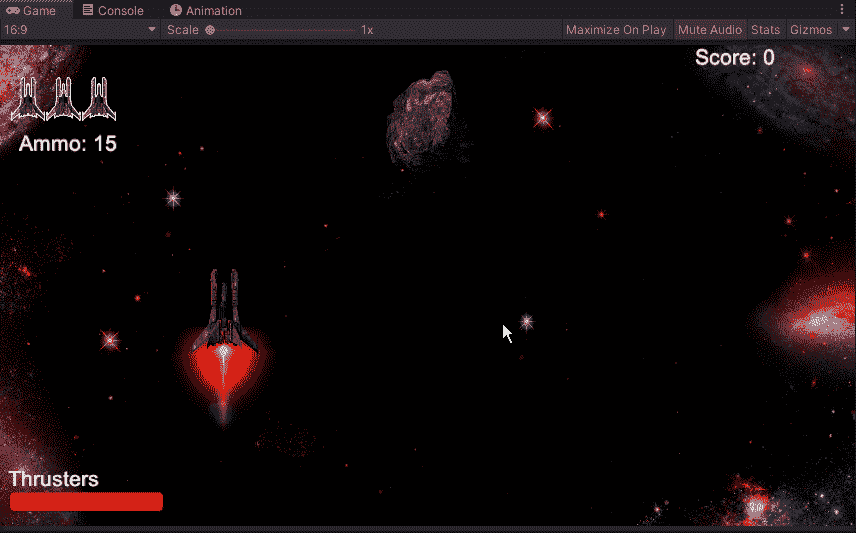 Game Console Animation
16:9 Scale 1x Maximize On Play Mute Audio Stats Gizmos
Score: 0
Ammo: 15
Thrusters